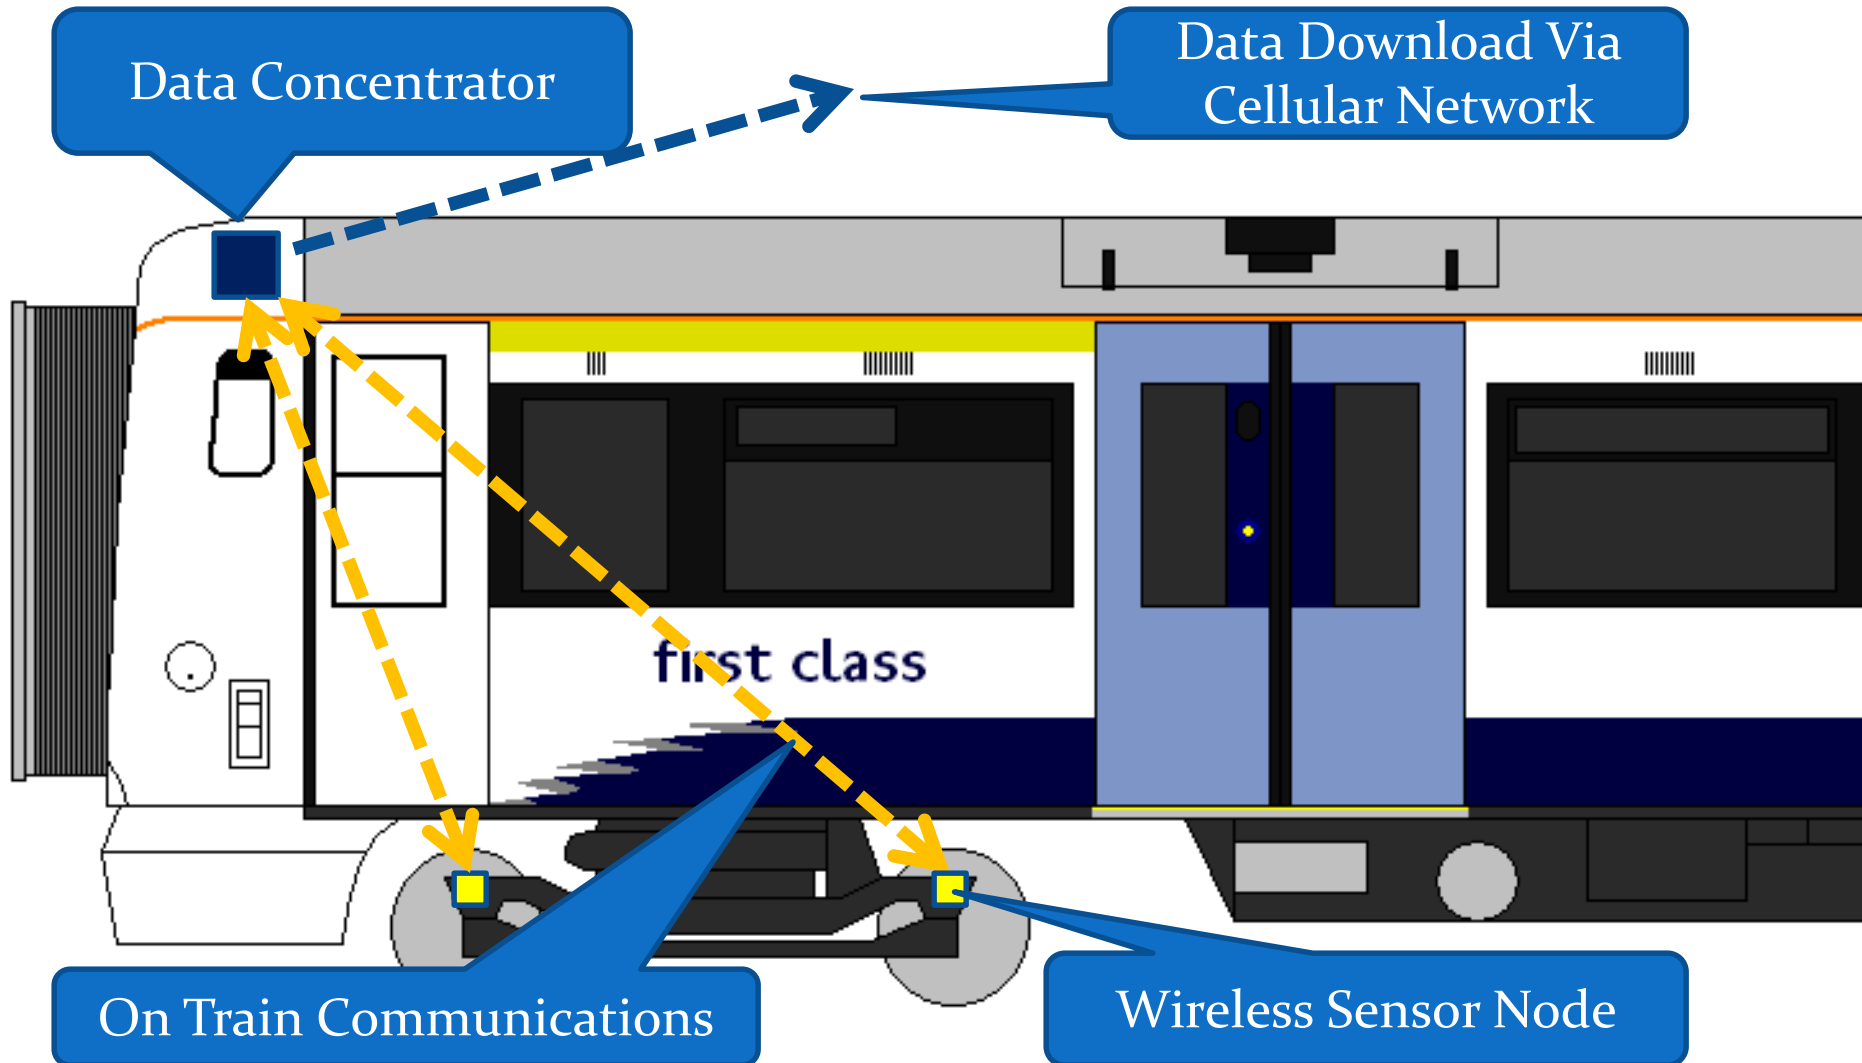 Data Concentrator
Data Download Via
Cellular Network
first class
On Train Communications
Wireless Sensor Node